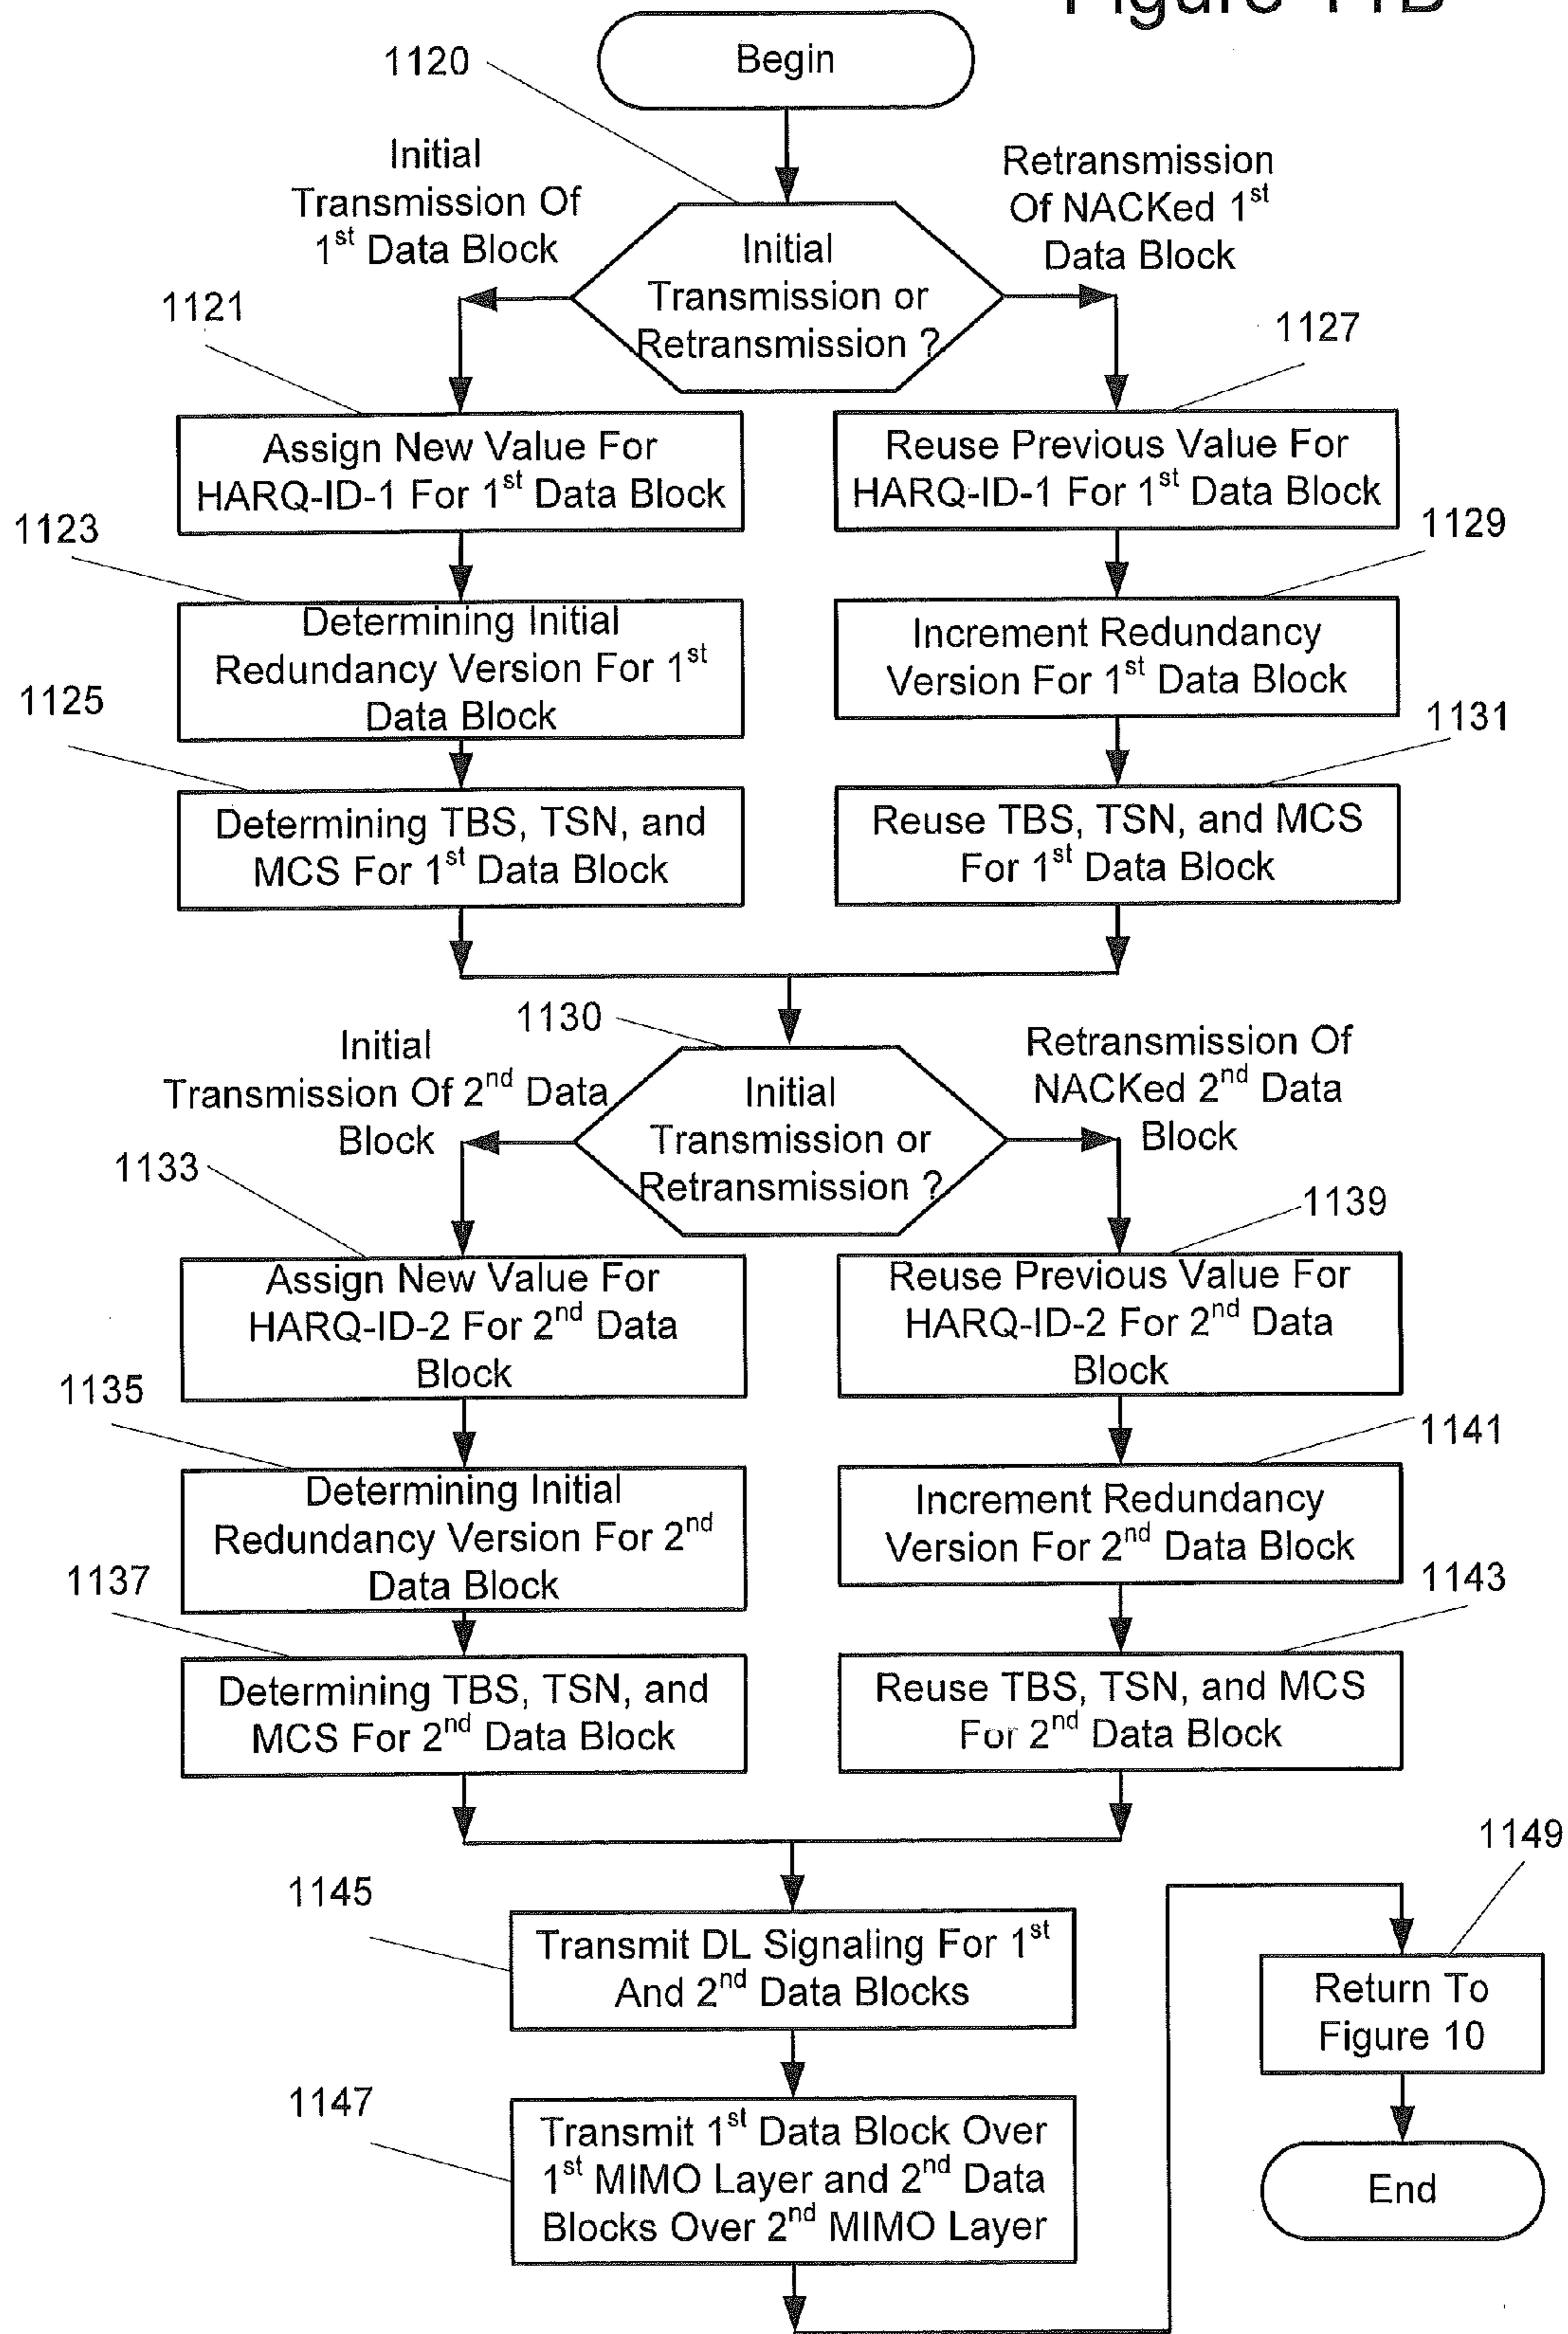 Figure 11B
Begin
1120
Initial
Transmission Of
1st Data Block
Retransmission
Of NACKed 1st
Data Block
Initial
Transmission or
Retransmission ?
1121
1127
Assign New Value For
HARQ-ID-1 For 1st Data Block
Reuse Previous Value For
HARQ-ID-1 For 1st Data Block
1123
1129
Determining Initial
Redundancy Version For 1st
Data Block
Increment Redundancy
Version For 1st Data Block
1125
1131
Determining TBS, TSN, and
MCS For 1st Data Block
Reuse TBS, TSN, and MCS
For 1st Data Block
1130
Initial
Transmission Of 2nd Data
Block
Retransmission Of
NACKed 2nd Data
Block
Initial
Transmission or
Retransmission ?
1133
1139
Assign New Value For
HARQ-ID-2 For 2nd Data
Block
Reuse Previous Value For
HARQ-ID-2 For 2nd Data
Block
1135
1141
Determining Initial
Redundancy Version For 2nd
Data Block
Increment Redundancy
Version For 2nd Data Block
1137
1143
Determining TBS, TSN, and
MCS For 2nd Data Block
Reuse TBS, TSN, and MCS
For 2nd Data Block
1145
Transmit DL Signaling For 1st
And 2nd Data Blocks
1149
Return To
Figure 10
1147
Transmit 1st Data Block Over
1st MIMO Layer and 2nd Data
Blocks Over 2nd MIMO Layer
End